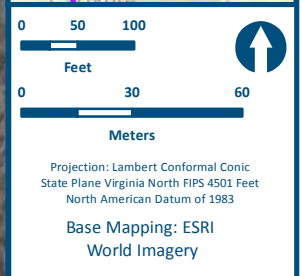 0 50 100
Feet
0 30 60
Meters
Projection: Lambert Conformal Conic
State Plane Virginia North FIPS 4501 Feet
North American Datum of 1983
Base Mapping: ESRI
World Imagery